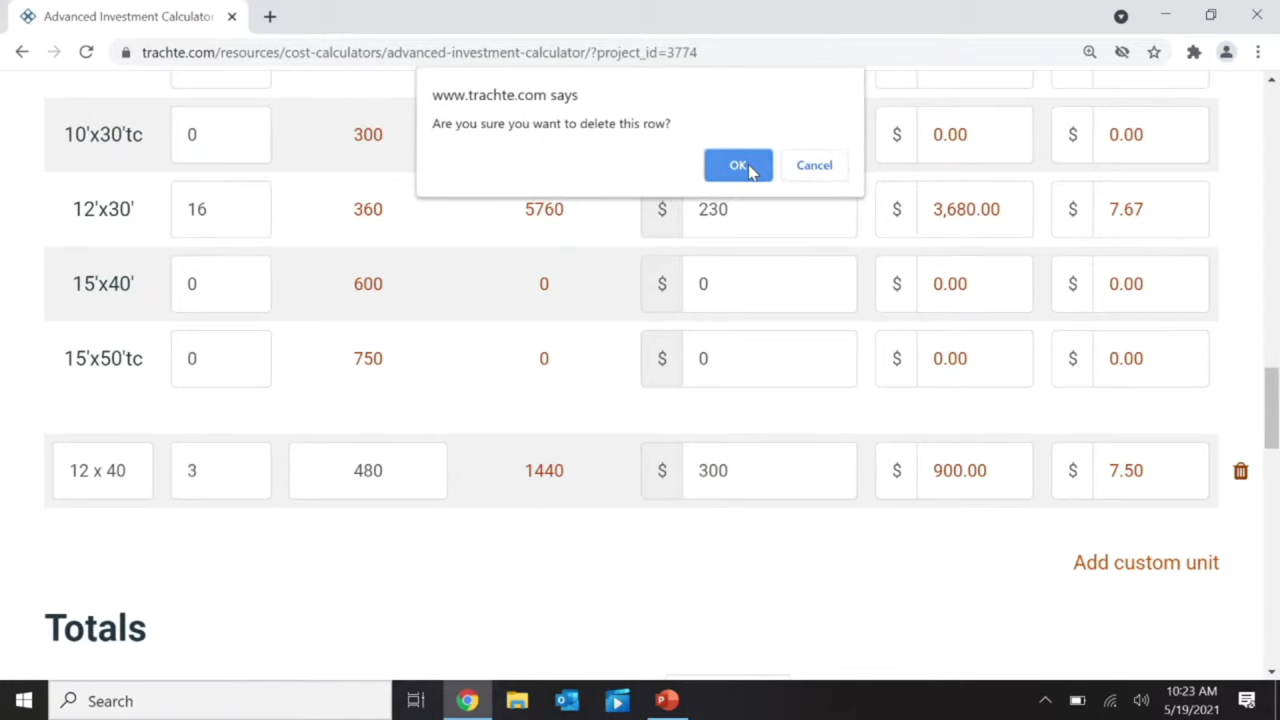 Advanced Investment Calculator
trachte.com/resources/cost-calculators/advanced-investment-calculator/?project_id=3774
www.trachte.com says
Are you sure you want to delete this row?
OK Cancel
10'x30'tc 0 300 $ 0.00 $ 0.00
12'x30' 16 360 5760 $ 230 $ 3,680.00 $ 7.67
15'x40' 0 600 0 $ 0 $ 0.00 $ 0.00
15'x50'tc 0 750 0 $ 0 $ 0.00 $ 0.00
12 x 40 3 480 1440 $ 300 $ 900.00 $ 7.50
Add custom unit
Totals
Search
10:23 AM
5/19/2021